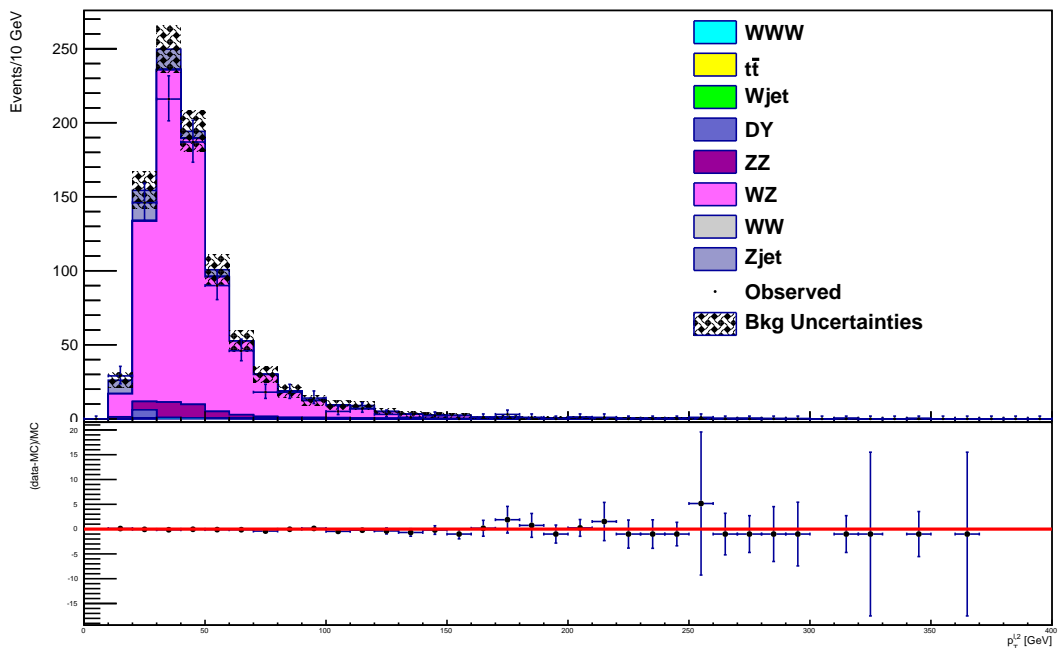 Events/10 GeV
250
200
150
100
50
0
WWW
tt̄
Wjet
DY
ZZ
WZ
WW
Zjet
Observed
Bkg Uncertainties
(data-MC)/MC
20
15
10
5
0
-5
-10
-15
0 50 100 150 200 250 300 350 400
p_T^{l,2} [GeV]